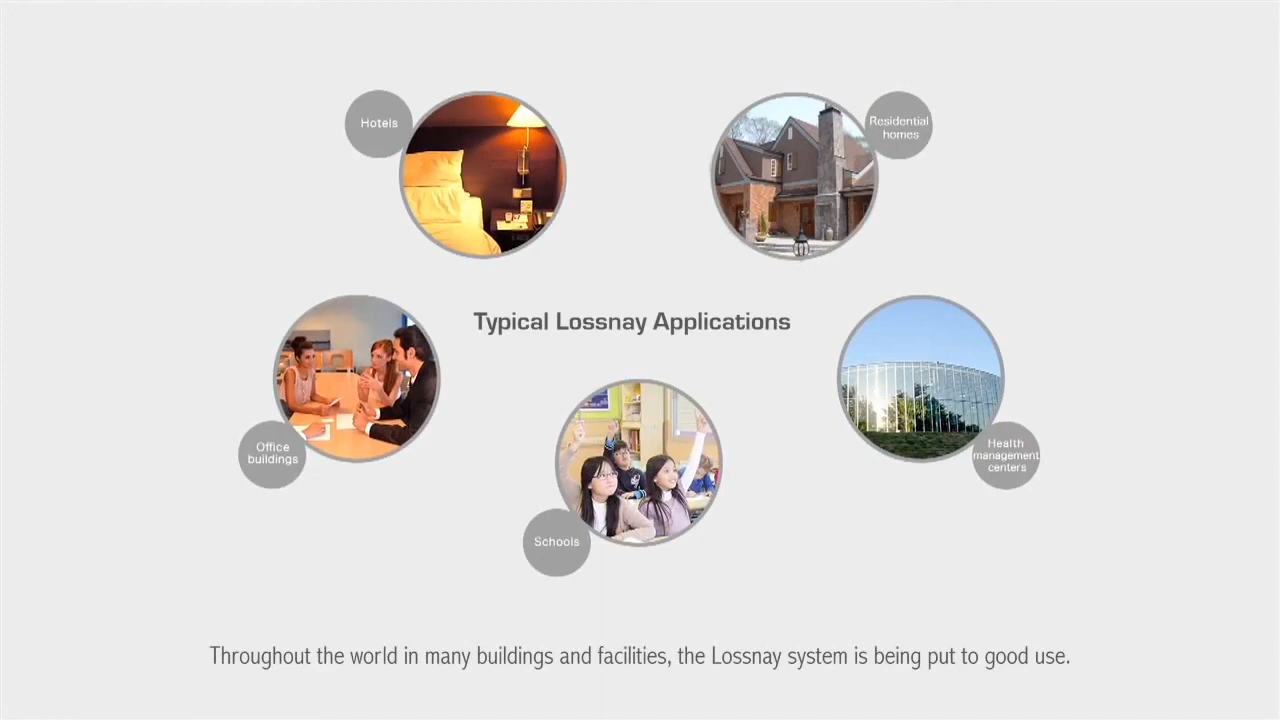 Hotels
Residential
homes
Typical Lossnay Applications
Office
buildings
Health
management
centers
Schools
Throughout the world in many buildings and facilities, the Lossnay system is being put to good use.